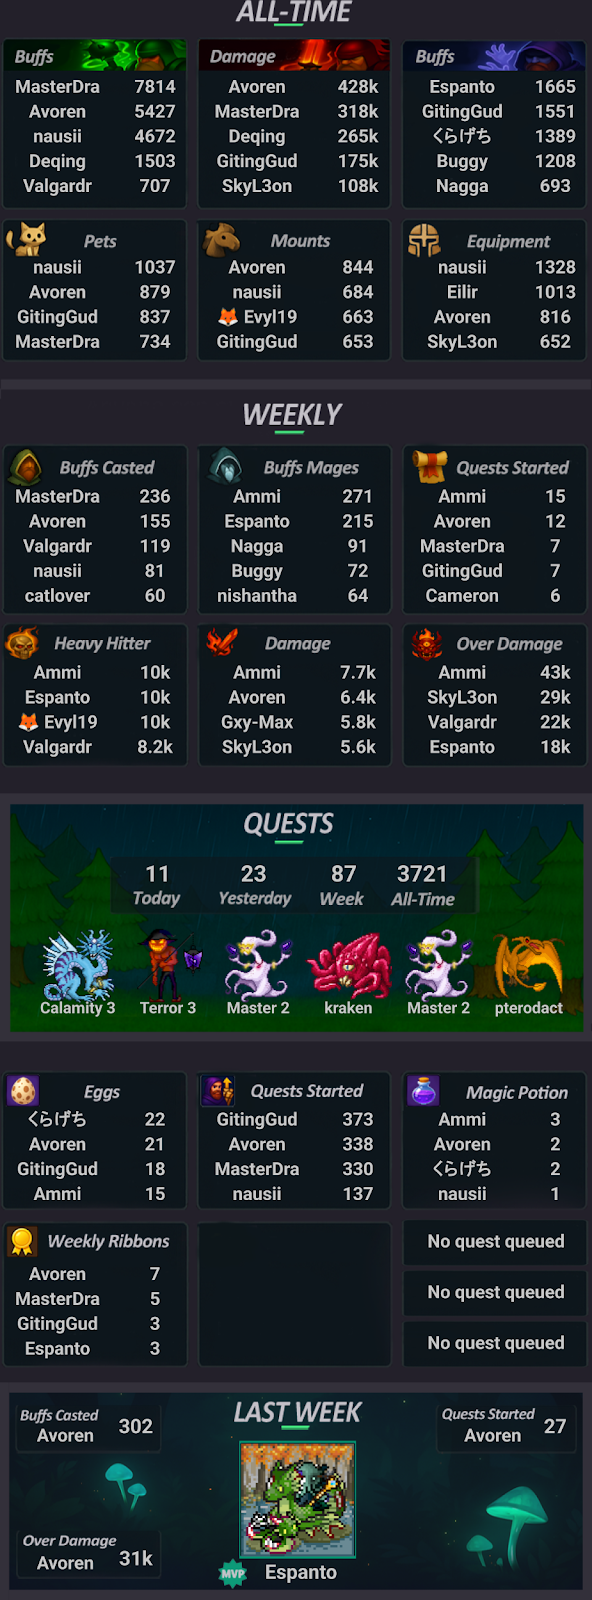 ALL-TIME
Buffs
MasterDra 7814
Avoren 5427
nausii 4672
Deqing 1503
Valgardr 707
Damage
Avoren 428k
MasterDra 318k
Deqing 265k
GitingGud 175k
SkyL3on 108k
Buffs
Espanto 1665
GitingGud 1551
くらげち 1389
Buggy 1208
Nagga 693
Pets
nausii 1037
Avoren 879
GitingGud 837
MasterDra 734
Mounts
Avoren 844
nausii 684
🦊 Evyl19 663
GitingGud 653
Equipment
nausii 1328
Eilir 1013
Avoren 816
SkyL3on 652
WEEKLY
Buffs Casted
MasterDra 236
Avoren 155
Valgardr 119
nausii 81
catlover 60
Buffs Mages
Ammi 271
Espanto 215
Nagga 91
Buggy 72
nishantha 64
Quests Started
Ammi 15
Avoren 12
MasterDra 7
GitingGud 7
Cameron 6
Heavy Hitter
Ammi 10k
Espanto 10k
🦊 Evyl19 10k
Valgardr 8.2k
Damage
Ammi 7.7k
Avoren 6.4k
Gxy-Max 5.8k
SkyL3on 5.6k
Over Damage
Ammi 43k
SkyL3on 29k
Valgardr 22k
Espanto 18k
QUESTS
11 23 87 3721
Today Yesterday Week All-Time
Calamity 3 Terror 3 Master 2 kraken Master 2 pterodact
Eggs
くらげち 22
Avoren 21
GitingGud 18
Ammi 15
Quests Started
GitingGud 373
Avoren 338
MasterDra 330
nausii 137
Magic Potion
Ammi 3
Avoren 2
くらげち 2
nausii 1
Weekly Ribbons
Avoren 7
MasterDra 5
GitingGud 3
Espanto 3
No quest queued
No quest queued
No quest queued
LAST WEEK
Buffs Casted
Avoren 302
Quests Started
Avoren 27
Over Damage
Avoren 31k
MVP Espanto